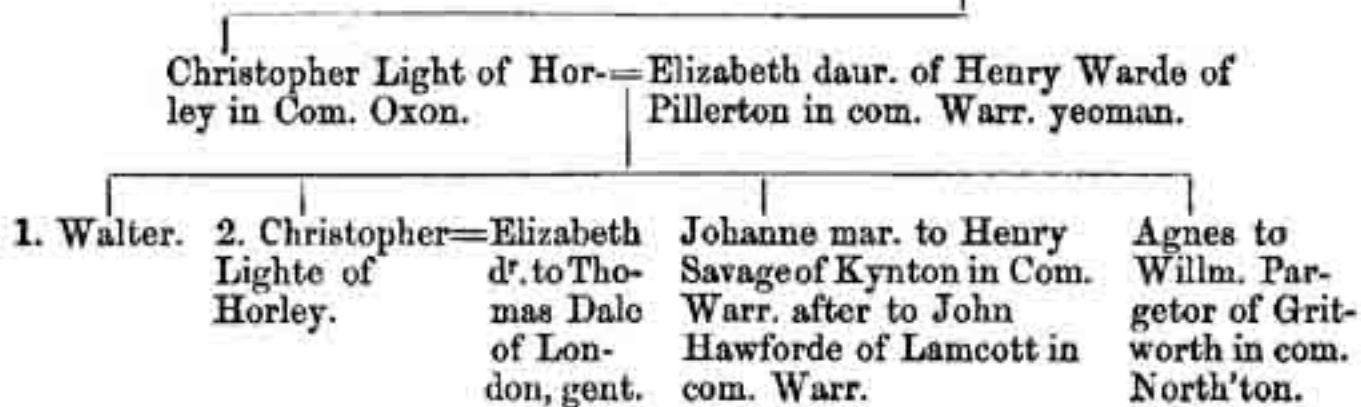 Christopher Light of Hor-=Elizabeth daur. of Henry Warde of
ley in Com. Oxon. Pillerton in com. Warr. yeoman.
1. Walter. 2. Christopher=Elizabeth Johanne mar. to Henry Agnes to
Lighte of dr. to Tho- Savage of Kynton in Com. Willm. Par-
Horley. mas Dale Warr. after to John getor of Grit-
of Lon- Hawforde of Lamcott in worth in com.
don, gent. com. Warr. North'ton.